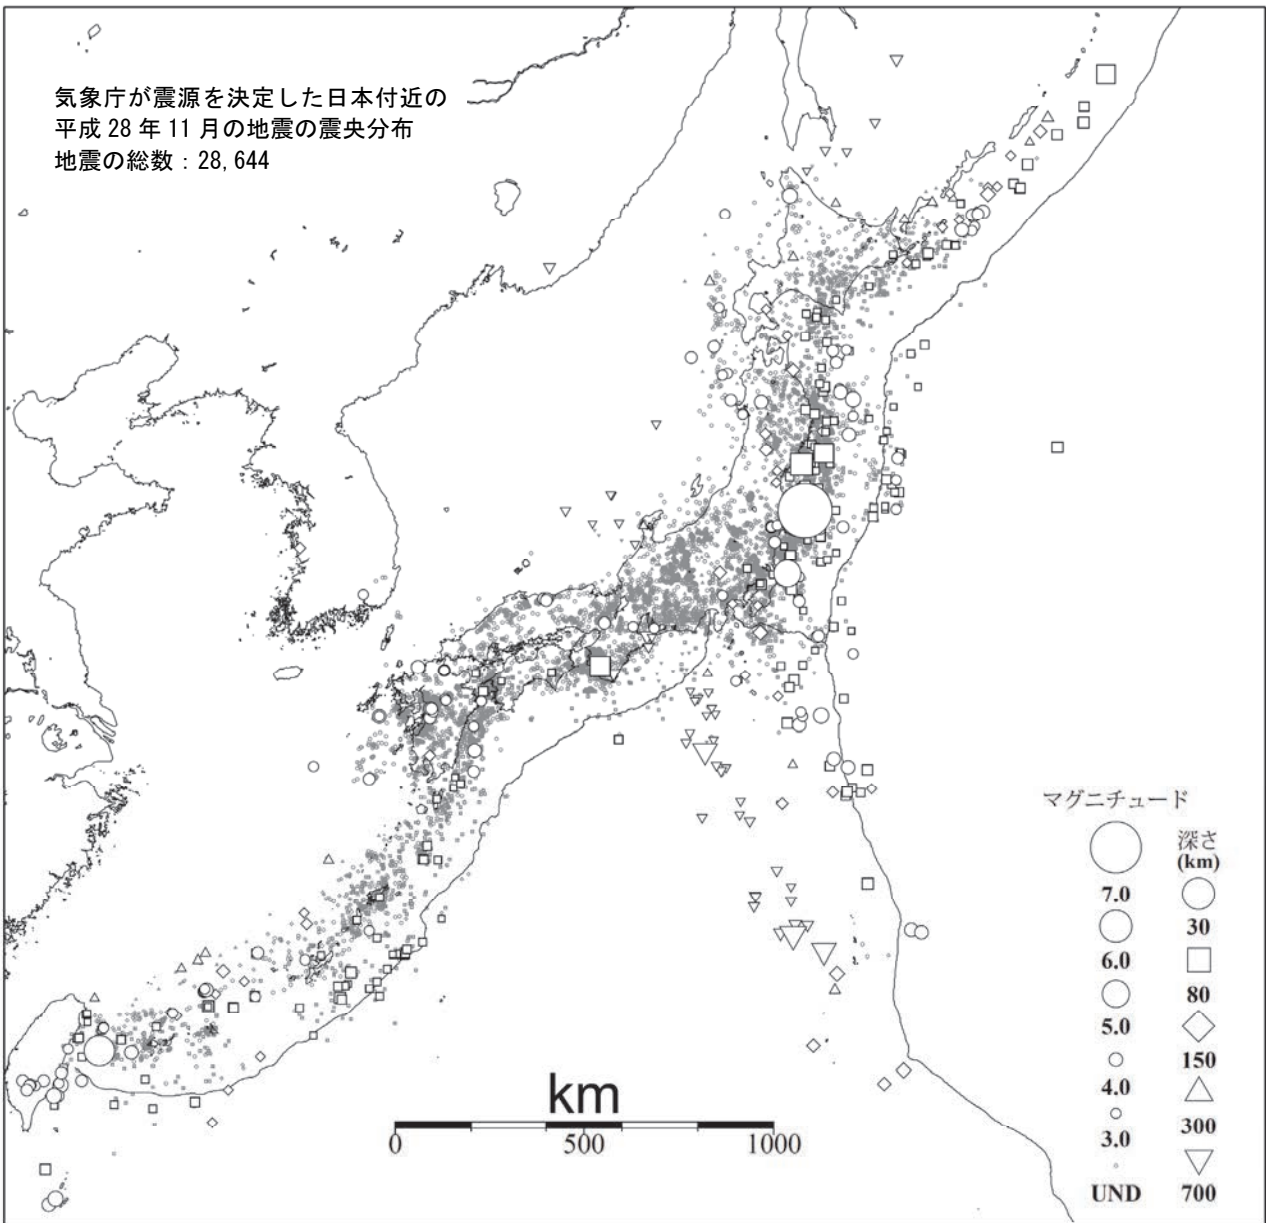 気象庁が震源を決定した日本付近の
平成 28 年 11 月の地震の震央分布
地震の総数：28,644
マグニチュード
深さ
(km)
7.0
30
6.0
80
5.0
150
4.0
300
3.0
UND
700
km
0
500
1000